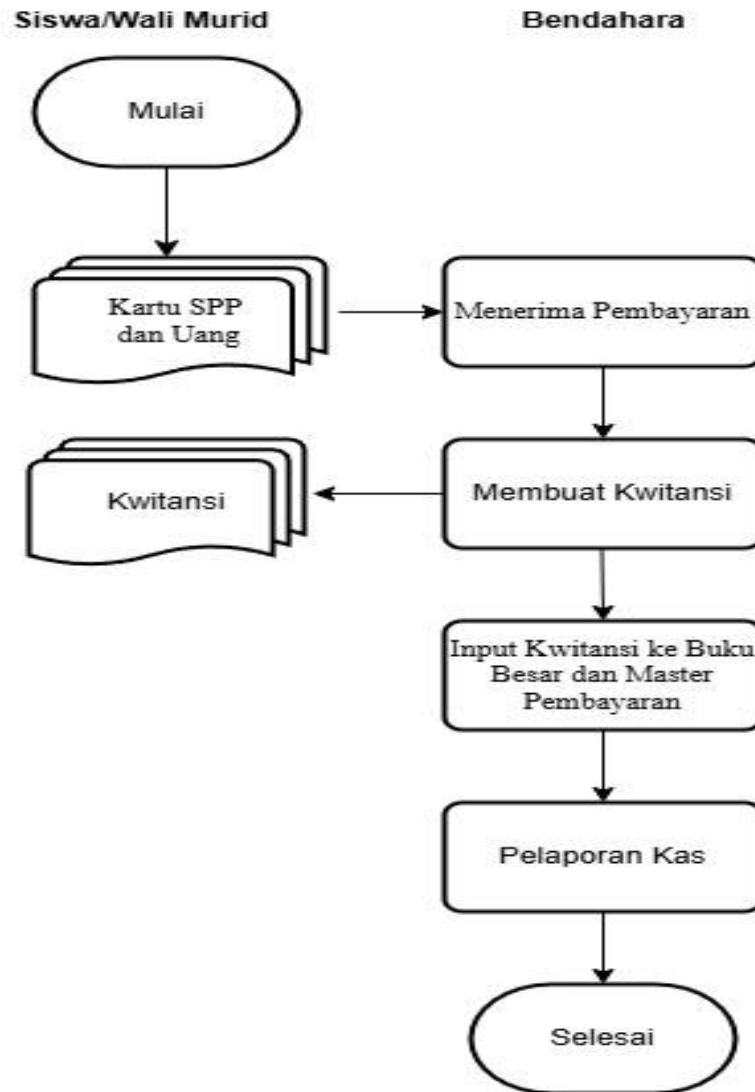 Siswa/Wali Murid
Bendahara
Mulai
Kartu SPP
dan Uang
Menerima Pembayaran
Kwitansi
Membuat Kwitansi
Input Kwitansi ke Buku
Besar dan Master
Pembayaran
Pelaporan Kas
Selesai